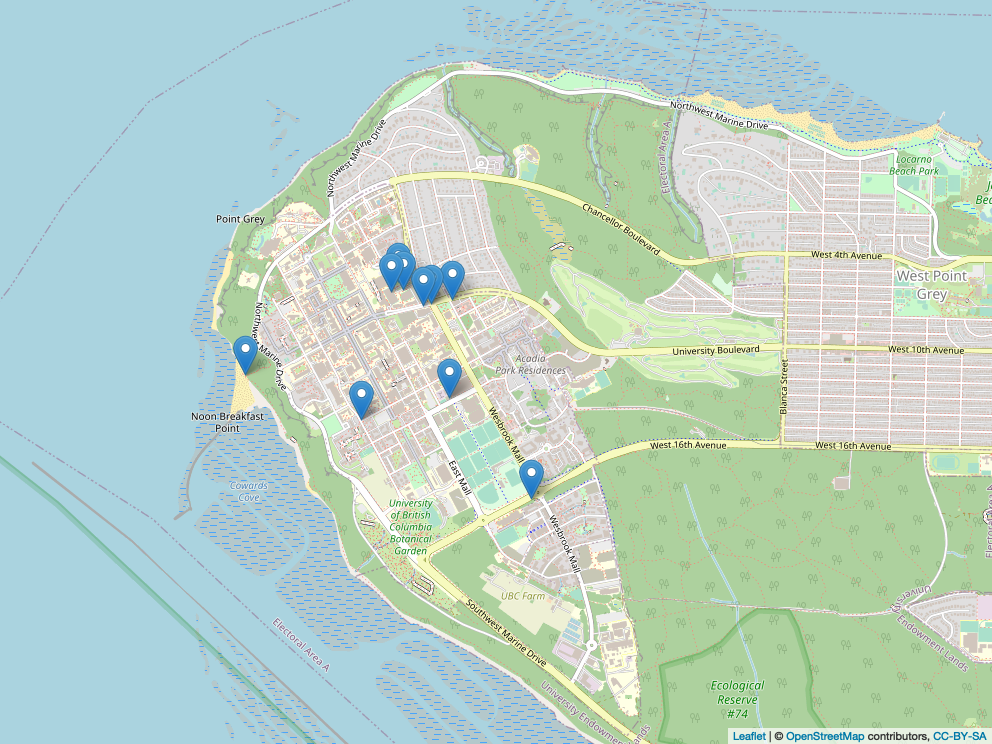 Northwest Marine Drive
Northwest Marine Drive
Electoral Area A
Locarno
Beach Park
Point Grey
Chancellor Boulevard
West 4th Avenue
West Point
Grey
Northwest Marine Drive
University Boulevard
West 10th Avenue
Acadia
Park Residences
Blanca Street
Noon Breakfast
Point
Wesbrook Mall
West 16th Avenue
West 16th Avenue
East Mall
Cowards
Cove
University
of British
Columbia
Botanical
Garden
Wesbrook Mall
UBC Farm
Southwest Marine Drive
Electoral Area A
University Endowment Lands
Endowment Lands
Ecological
Reserve
#74
Leaflet | © OpenStreetMap contributors, CC-BY-SA